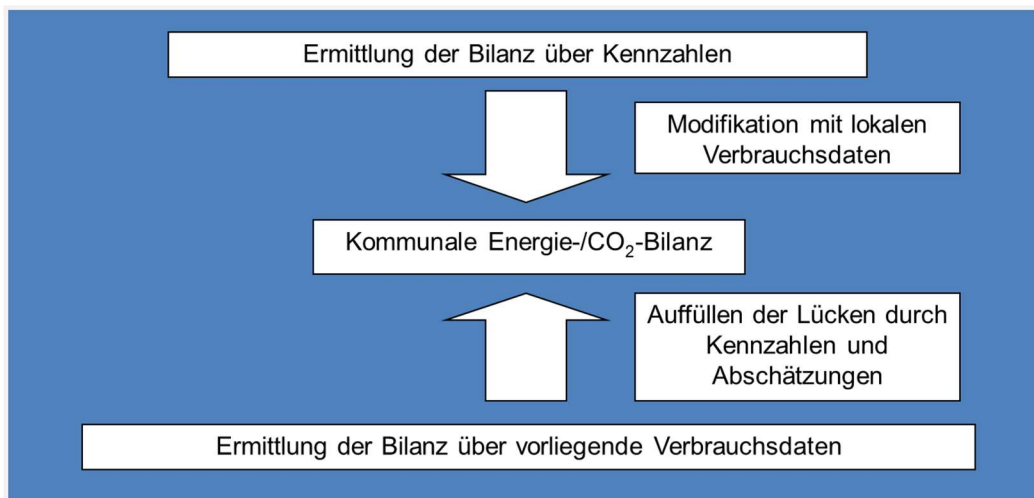 Ermittlung der Bilanz über Kennzahlen
Modifikation mit lokalen
Verbrauchsdaten
Kommunale Energie-/CO₂-Bilanz
Auffüllen der Lücken durch
Kennzahlen und
Abschätzungen
Ermittlung der Bilanz über vorliegende Verbrauchsdaten